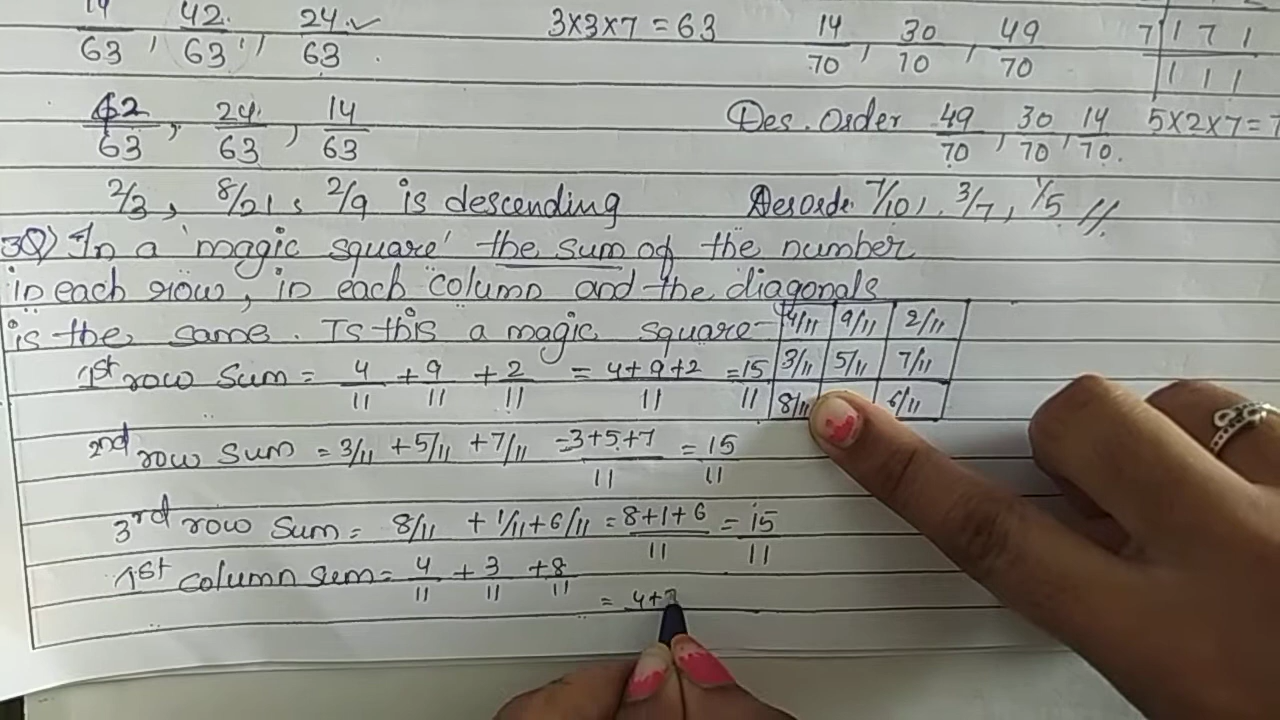 14/63, 42/63, 24/63 ✓
3×3×7 = 63
14/70, 30/70, 49/70
7|1 7 1
1 1 1
42/63, 24/63, 14/63
Des. Order 49/70, 30/70, 14/70.
5×2×7=7
2/3, 8/21, 2/9 is descending
Des orde. 7/10, 3/7, 1/5 //.
3Q) In a 'magic square' the sum of the number
in each row, in each column and the diagonals
is the same. Is this a magic square-
4/11 9/11 2/11
3/11 5/11 7/11
8/11 6/11
1st row sum = 4/11 + 9/11 + 2/11 = 4+9+2/11 = 15/11
2nd row sum = 3/11 + 5/11 + 7/11 = 3+5+7/11 = 15/11
3rd row sum = 8/11 + 1/11 + 6/11 = 8+1+6/11 = 15/11
1st column sum = 4/11 + 3/11 + 8/11
= 4+3